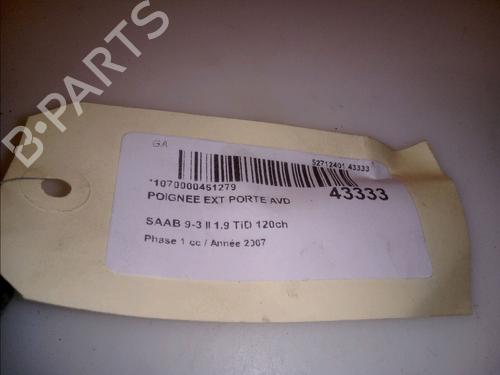 B-PARTS
GA
52712401 43333
*1070000451279
43333
POIGNEE EXT PORTE AVD
SAAB 9-3 II 1.9 TiD 120ch
Phase 1 cc / Année 2007